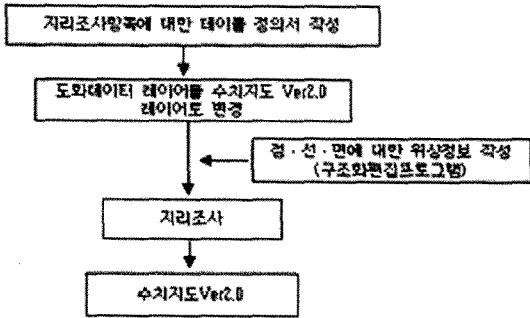 지리조사항목에 대한 테이블 정의서 작성
도화데이터 레이어를 수치지도 Ver2.0
레이어로 변경
점·선·면에 대한 위상정보 작성
(구조화편집프로그램)
지리조사
수치지도Ver2.0